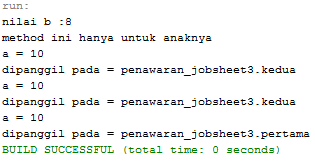 run:
nilai b :8
method ini hanya untuk anaknya
a = 10
dipanggil pada = penawaran_jobsheet3.kedua
a = 10
dipanggil pada = penawaran_jobsheet3.kedua
a = 10
dipanggil pada = penawaran_jobsheet3.pertama
BUILD SUCCESSFUL (total time: 0 seconds)